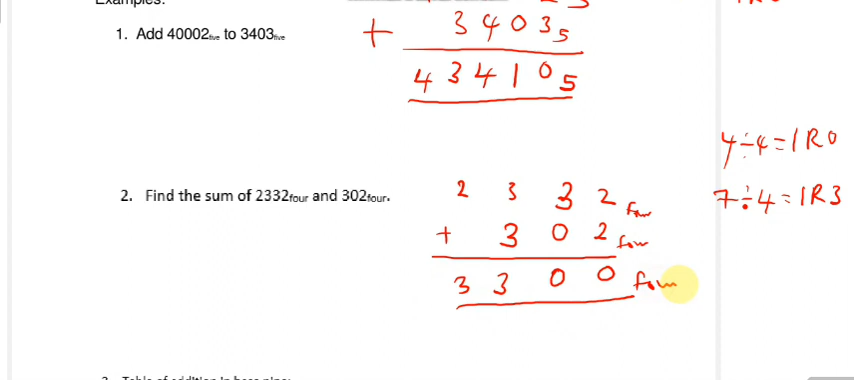 Examples:
1. Add 40002five to 3403five
+ 3 4 0 3 5
4 3 4 1 0 5
4÷4=1R0
2. Find the sum of 2332four and 302four.
2 3 3 2 four
7÷4=1R3
+ 3 0 2 four
3 3 0 0 four